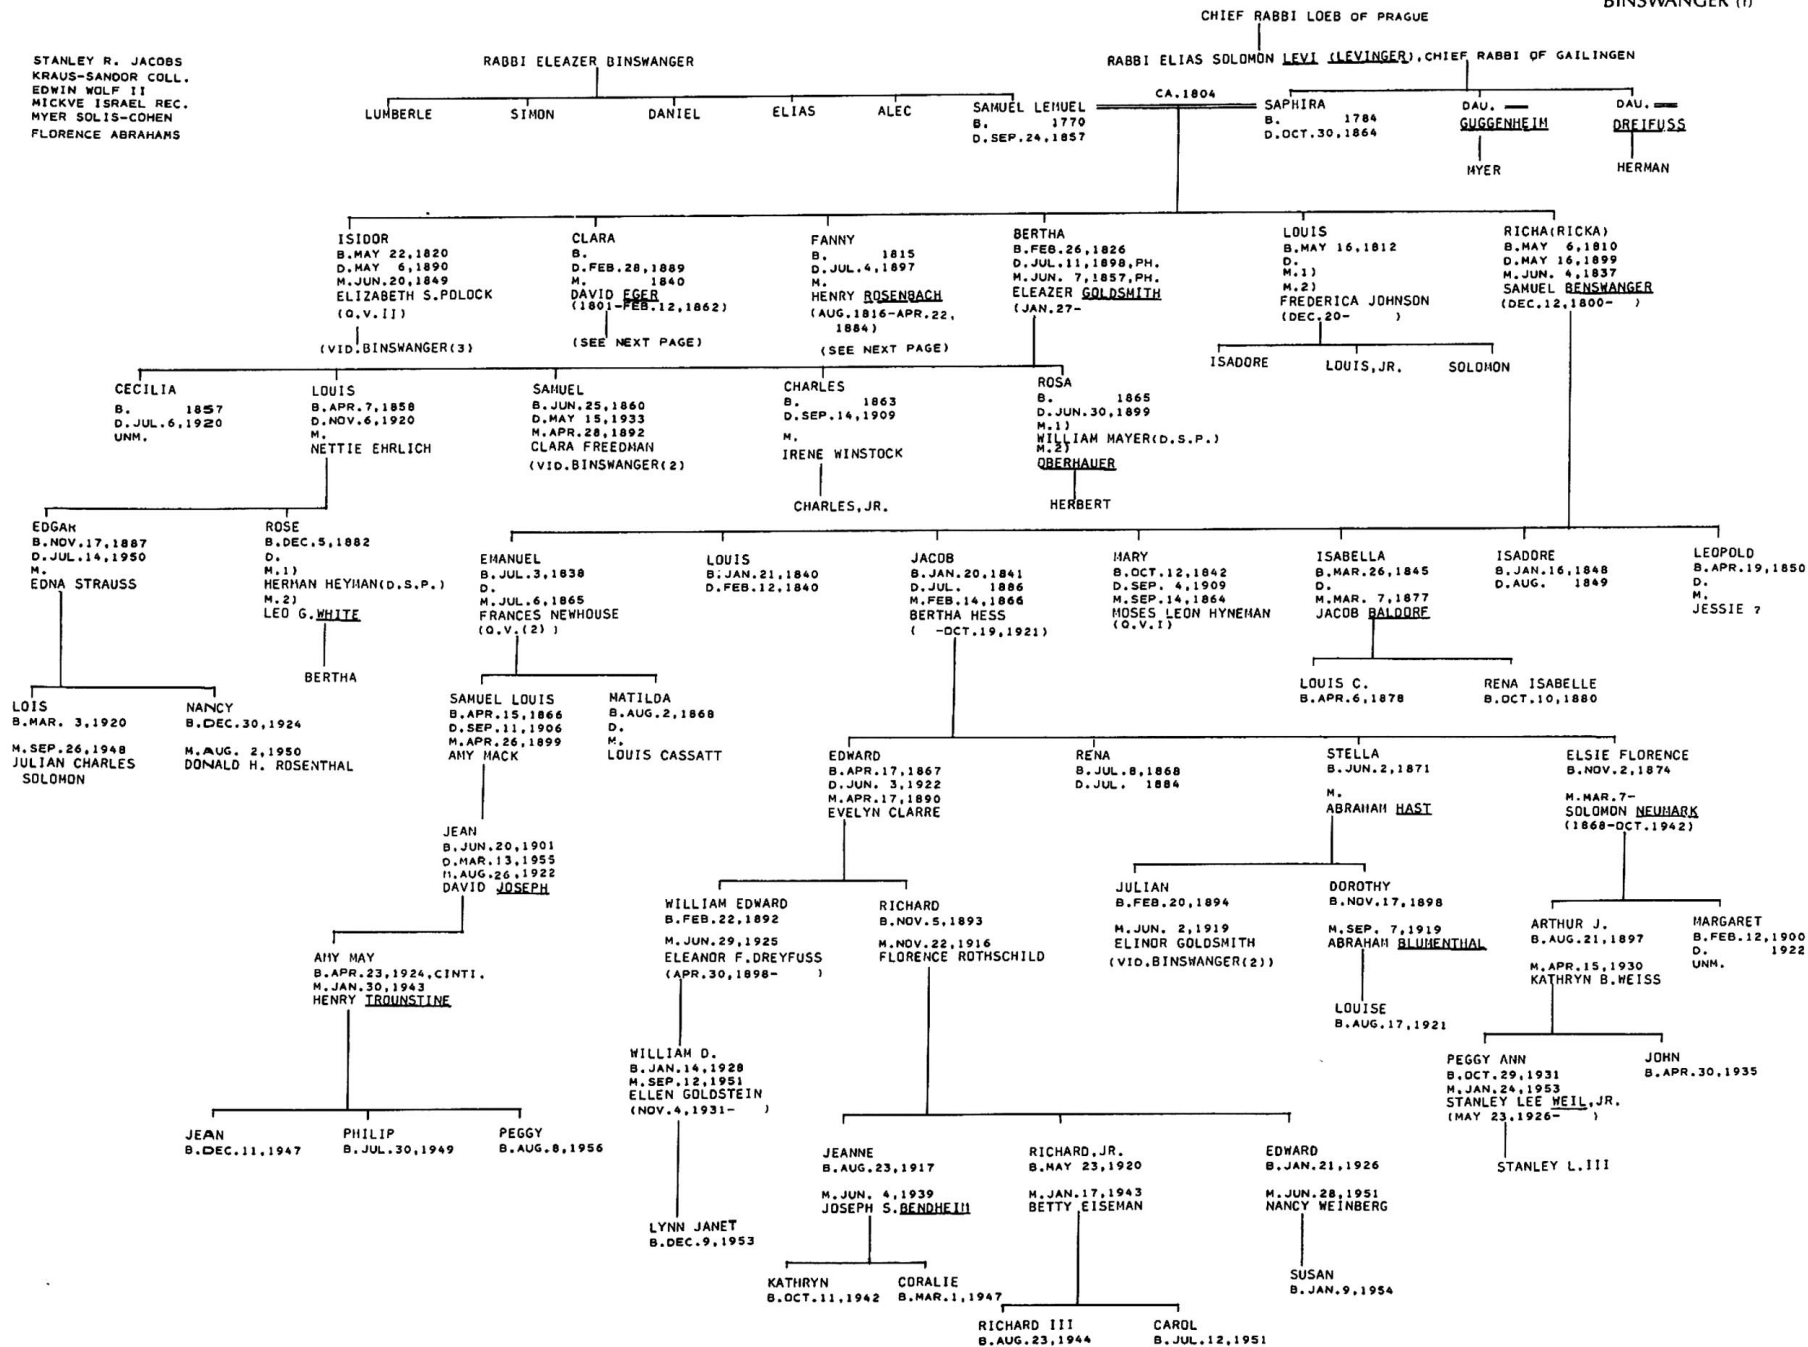 BINSWANGER (1)
CHIEF RABBI LOEB OF PRAGUE
STANLEY R. JACOBS
KRAUS-SANDOR COLL.
EDWIN WOLF II
MICKVE ISRAEL REC.
MYER SOLIS-COHEN
FLORENCE ABRAHAMS
RABBI ELEAZER BINSWANGER
RABBI ELIAS SOLOMON LEVI (LEVINGER),CHIEF RABBI OF GAILINGEN
LUMBERLE
SIMON
DANIEL
ELIAS
ALEC
SAMUEL LEMUEL
B. 1770
D.SEP.24,1857
CA.1804
SAPHIRA
B. 1784
D.OCT.30,1864
DAU.
GUGGENHEIM
DAU.
DREIFUSS
MYER
HERMAN
ISIDOR
B.MAY 22,1820
D.MAY 6,1890
M.JUN.20,1849
ELIZABETH S.POLOCK
(Q.V.II)
(VID.BINSWANGER(3)
CLARA
B.
D.FEB.28,1889
M. 1840
DAVID EGER
(1801-FEB.12,1862)
(SEE NEXT PAGE)
FANNY
B. 1815
D.JUL.4,1897
M.
HENRY ROSENBACH
(AUG.1816-APR.22,
1884)
(SEE NEXT PAGE)
BERTHA
B.FEB.26,1826
D.JUL.11,1898,PH.
M.JUN. 7,1857,PH.
ELEAZER GOLDSMITH
(JAN.27-
LOUIS
B.MAY 16,1812
D.
M.1)
M.2)
FREDERICA JOHNSON
(DEC.20- )
RICHA(RICKA)
B.MAY 6,1810
D.MAY 16,1899
M.JUN. 4,1837
SAMUEL BENSWANGER
(DEC.12,1800- )
ISADORE
LOUIS,JR.
SOLOMON
CECILIA
B. 1857
D.JUL.6,1920
UNM.
LOUIS
B.APR.7,1858
D.NOV.6,1920
M.
NETTIE EHRLICH
SAMUEL
B.JUN.25,1860
D.MAY 15,1933
M.APR.28,1892
CLARA FREEDMAN
(VID.BINSWANGER(2)
CHARLES
B. 1863
D.SEP.14,1909
M.
IRENE WINSTOCK
ROSA
B. 1865
D.JUN.30,1899
M.1)
WILLIAM MAYER(D.S.P.)
M.2)
OBERHAUER
CHARLES,JR.
HERBERT
EDGAR
B.NOV.17,1887
D.JUL.14,1950
M.
EDNA STRAUSS
ROSE
B.DEC.5,1882
D.
M.1)
HERMAN HEYMAN(D.S.P.)
M.2)
LEO G.WHITE
BERTHA
EMANUEL
B.JUL.3,1838
D.
M.JUL.6,1865
FRANCES NEWHOUSE
(Q.V.(2) )
LOUIS
B.JAN.21,1840
D.FEB.12,1840
JACOB
B.JAN.20,1841
D.JUL. 1886
M.FEB.14,1866
BERTHA HESS
( -OCT.19,1921)
MARY
B.OCT.12,1842
D.SEP.4,1909
M.SEP.14,1864
MOSES LEON HYNEMAN
(Q.V.I)
ISABELLA
B.MAR.26,1845
D.
M.MAR. 7,1877
JACOB BALDORF
ISADORE
B.JAN.16,1848
D.AUG. 1849
LEOPOLD
B.APR.19,1850
D.
M.
JESSIE ?
LOUIS C.
B.APR.6,1878
RENA ISABELLE
B.OCT.10,1880
LOIS
B.MAR. 3,1920
M.SEP.26,1948
JULIAN CHARLES
SOLOMON
NANCY
B.DEC.30,1924
M.AUG. 2,1950
DONALD H. ROSENTHAL
SAMUEL LOUIS
B.APR.15,1866
D.SEP.11,1906
M.APR.26,1899
AMY MACK
MATILDA
B.AUG.2,1868
D.
M.
LOUIS CASSATT
EDWARD
B.APR.17,1867
D.JUN. 3,1922
M.APR.17,1890
EVELYN CLARRE
RENA
B.JUL.8,1868
D.JUL. 1884
STELLA
B.JUN.2,1871
M.
ABRAHAM HAST
ELSIE FLORENCE
B.NOV.2,1874
M.MAR.7-
SOLOMON NEUMARK
(1868-OCT.1942)
JEAN
B.JUN.20,1901
D.MAR.13,1955
M.AUG.26,1922
DAVID JOSEPH
WILLIAM EDWARD
B.FEB.22,1892
M.JUN.29,1925
ELEANOR F.DREYFUSS
(APR.30,1898- )
RICHARD
B.NOV.5,1893
M.NOV.22,1916
FLORENCE ROTHSCHILD
JULIAN
B.FEB.20,1894
M.JUN. 2,1919
ELINOR GOLDSMITH
(VID.BINSWANGER(2))
DOROTHY
B.NOV.17,1898
M.SEP. 7,1919
ABRAHAM BLUMENTHAL
ARTHUR J.
B.AUG.21,1897
M.APR.15,1930
KATHRYN B.WEISS
MARGARET
B.FEB.12,1900
D. 1922
UNM.
AMY MAY
B.APR.23,1924,CINTI.
M.JAN.30,1943
HENRY TROUNSTINE
LOUISE
B.AUG.17,1921
WILLIAM D.
B.JAN.14,1928
M.SEP.12,1951
ELLEN GOLDSTEIN
(NOV.4,1931- )
PEGGY ANN
B.OCT.29,1931
M.JAN.24,1953
STANLEY LEE WEIL,JR.
(MAY 23,1926- )
JOHN
B.APR.30,1935
JEAN
B.DEC.11,1947
PHILIP
B.JUL.30,1949
PEGGY
B.AUG.8,1956
JEANNE
B.AUG.23,1917
M.JUN. 4,1939
JOSEPH S.BENDHEIM
RICHARD,JR.
B.MAY 23,1920
M.JAN.17,1943
BETTY EISEMAN
EDWARD
B.JAN.21,1926
M.JUN.28,1951
NANCY WEINBERG
STANLEY L.III
LYNN JANET
B.DEC.9,1953
KATHRYN
B.OCT.11,1942
CORALIE
B.MAR.1,1947
SUSAN
B.JAN.9,1954
RICHARD III
B.AUG.23,1944
CAROL
B.JUL.12,1951